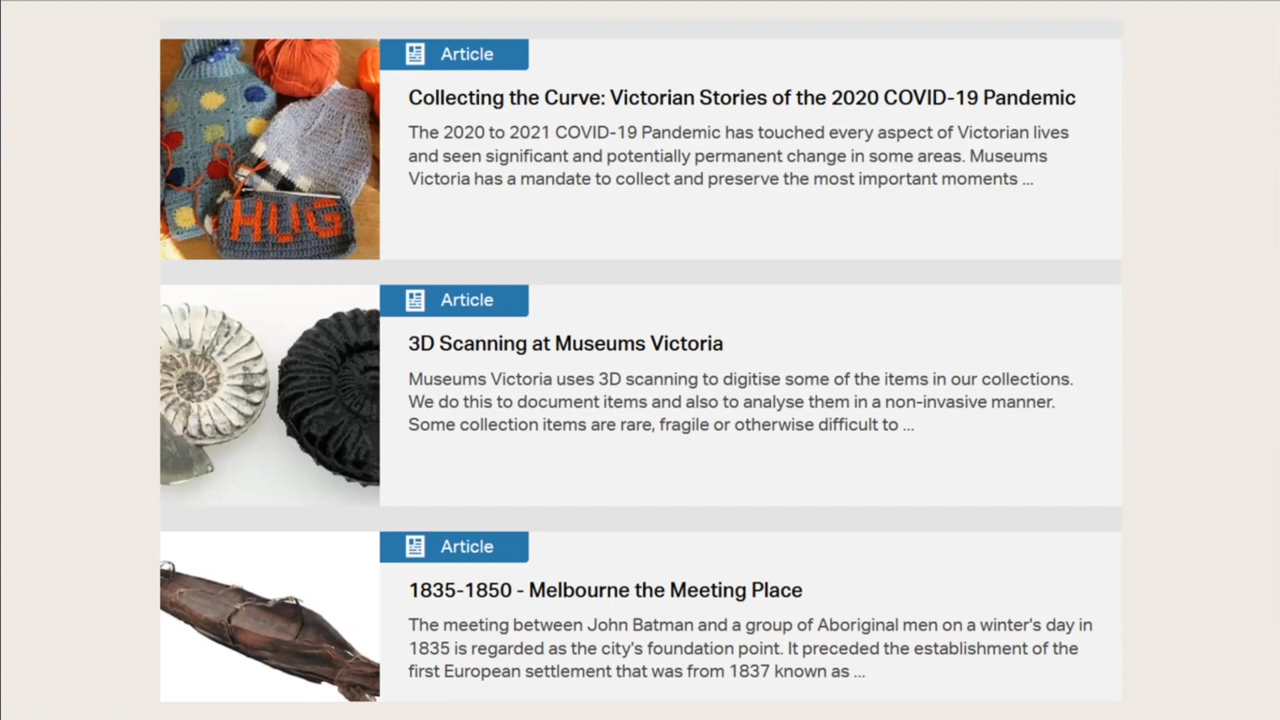 Article
Collecting the Curve: Victorian Stories of the 2020 COVID-19 Pandemic
The 2020 to 2021 COVID-19 Pandemic has touched every aspect of Victorian lives
and seen significant and potentially permanent change in some areas. Museums
Victoria has a mandate to collect and preserve the most important moments ...
HUG
Article
3D Scanning at Museums Victoria
Museums Victoria uses 3D scanning to digitise some of the items in our collections.
We do this to document items and also to analyse them in a non-invasive manner.
Some collection items are rare, fragile or otherwise difficult to ...
Article
1835-1850 - Melbourne the Meeting Place
The meeting between John Batman and a group of Aboriginal men on a winter's day in
1835 is regarded as the city's foundation point. It preceded the establishment of the
first European settlement that was from 1837 known as ...